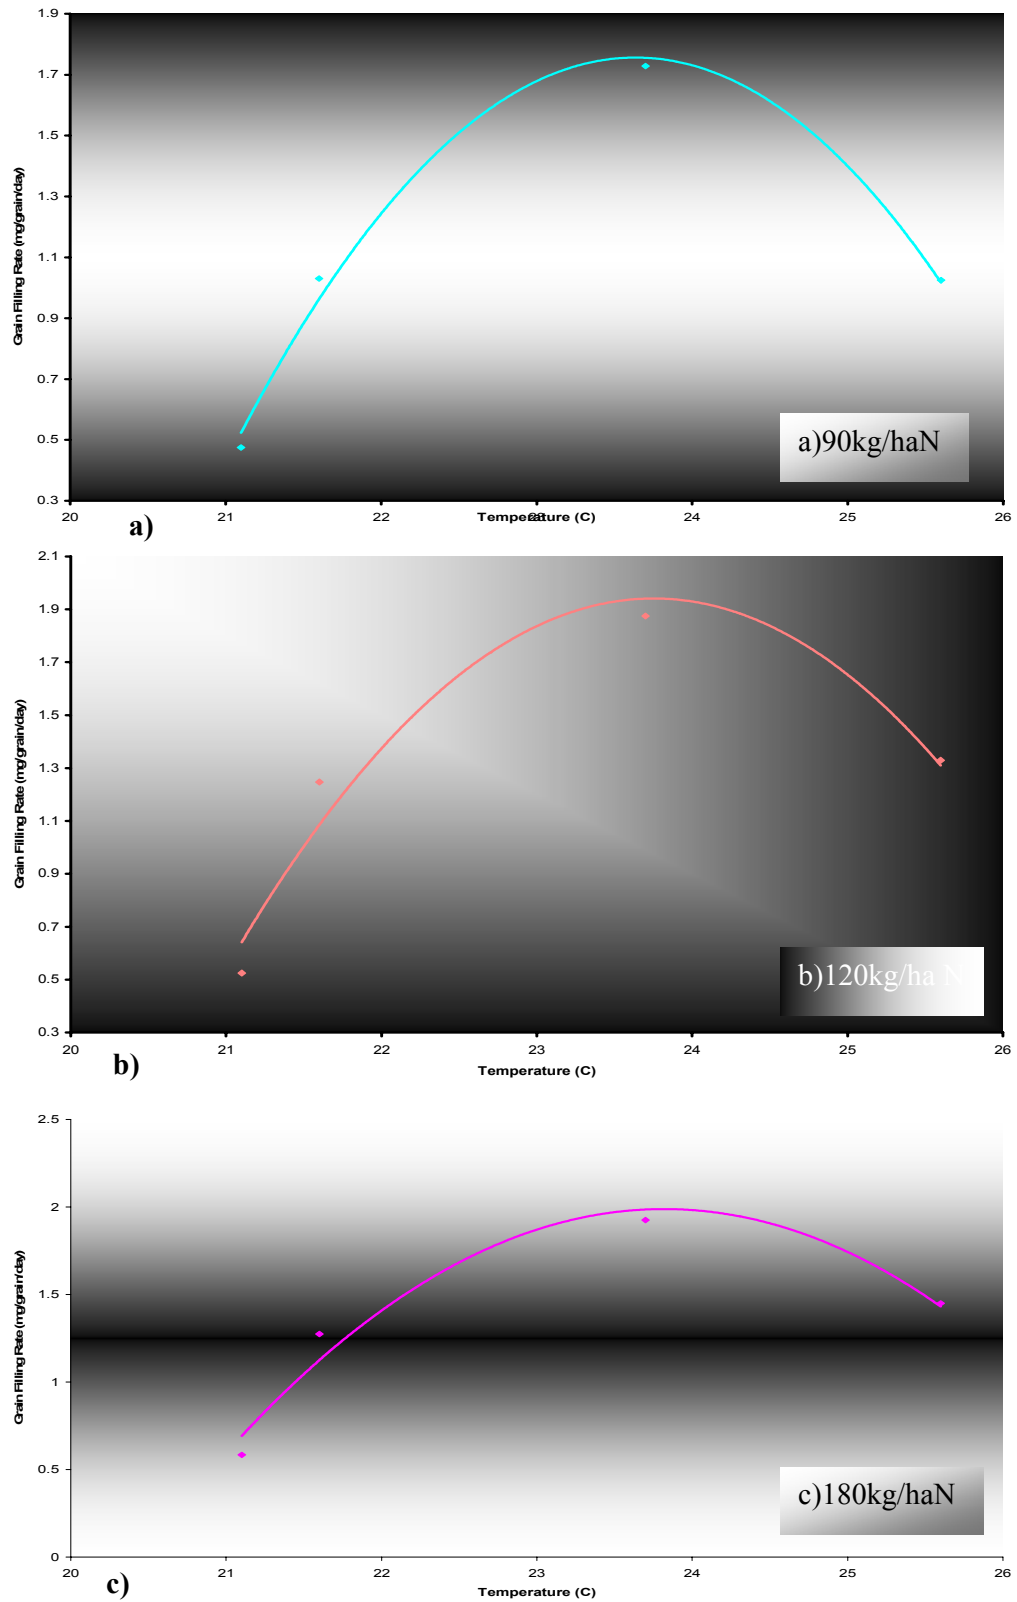 1.9
1.7
1.5
1.3
1.1
0.9
0.7
0.5
0.3
Grain Filling Rate (mg/grain/day)
a)90kg/haN
20 21 22 23 24 25 26
Temperature (C)
a)
2.1
1.9
1.7
1.5
1.3
1.1
0.9
0.7
0.5
0.3
Grain Filling Rate (mg/grain/day)
b)120kg/ha N
20 21 22 23 24 25 26
Temperature (C)
b)
2.5
2
1.5
1
0.5
0
Grain Filling Rate (mg/grain/day)
c)180kg/haN
20 21 22 23 24 25 26
Temperature (C)
c)